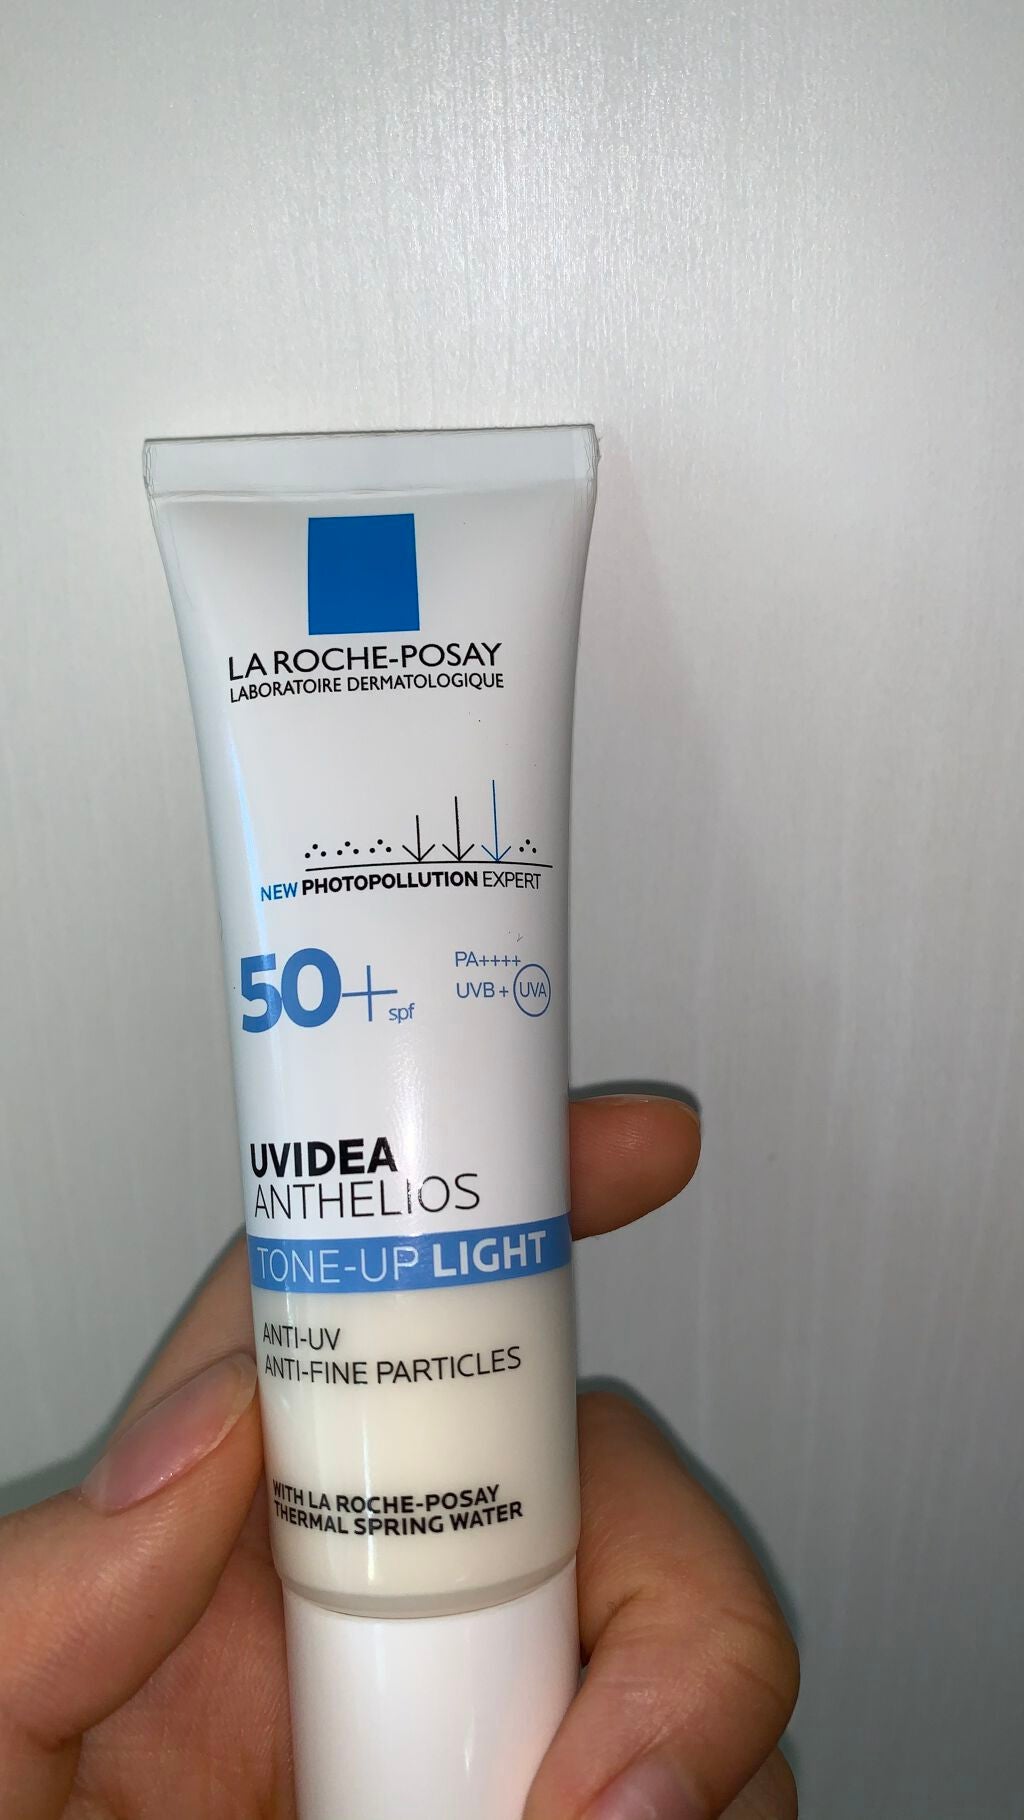 LA ROCHE-POSAY
LABORATOIRE DERMATOLOGIQUE
NEW PHOTOPOLLUTION EXPERT
50+ spf
PA++++
UVB + UVA
UVIDEA
ANTHELIOS
TONE-UP LIGHT
ANTI-UV
ANTI-FINE PARTICLES
WITH LA ROCHE-POSAY
THERMAL SPRING WATER